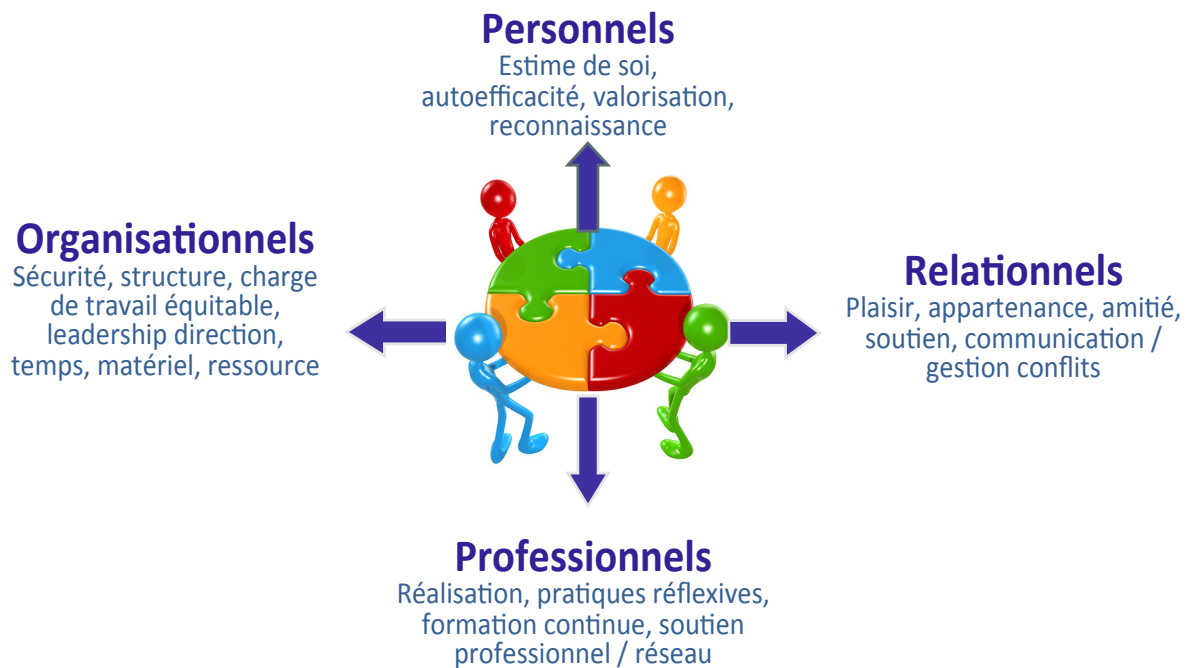 Personnels
Estime de soi,
autoefficacité, valorisation,
reconnaissance
Organisationnels
Sécurité, structure, charge
de travail équitable,
leadership direction,
temps, matériel, ressource
Relationnels
Plaisir, appartenance, amitié,
soutien, communication /
gestion conflits
Professionnels
Réalisation, pratiques réflexives,
formation continue, soutien
professionnel / réseau